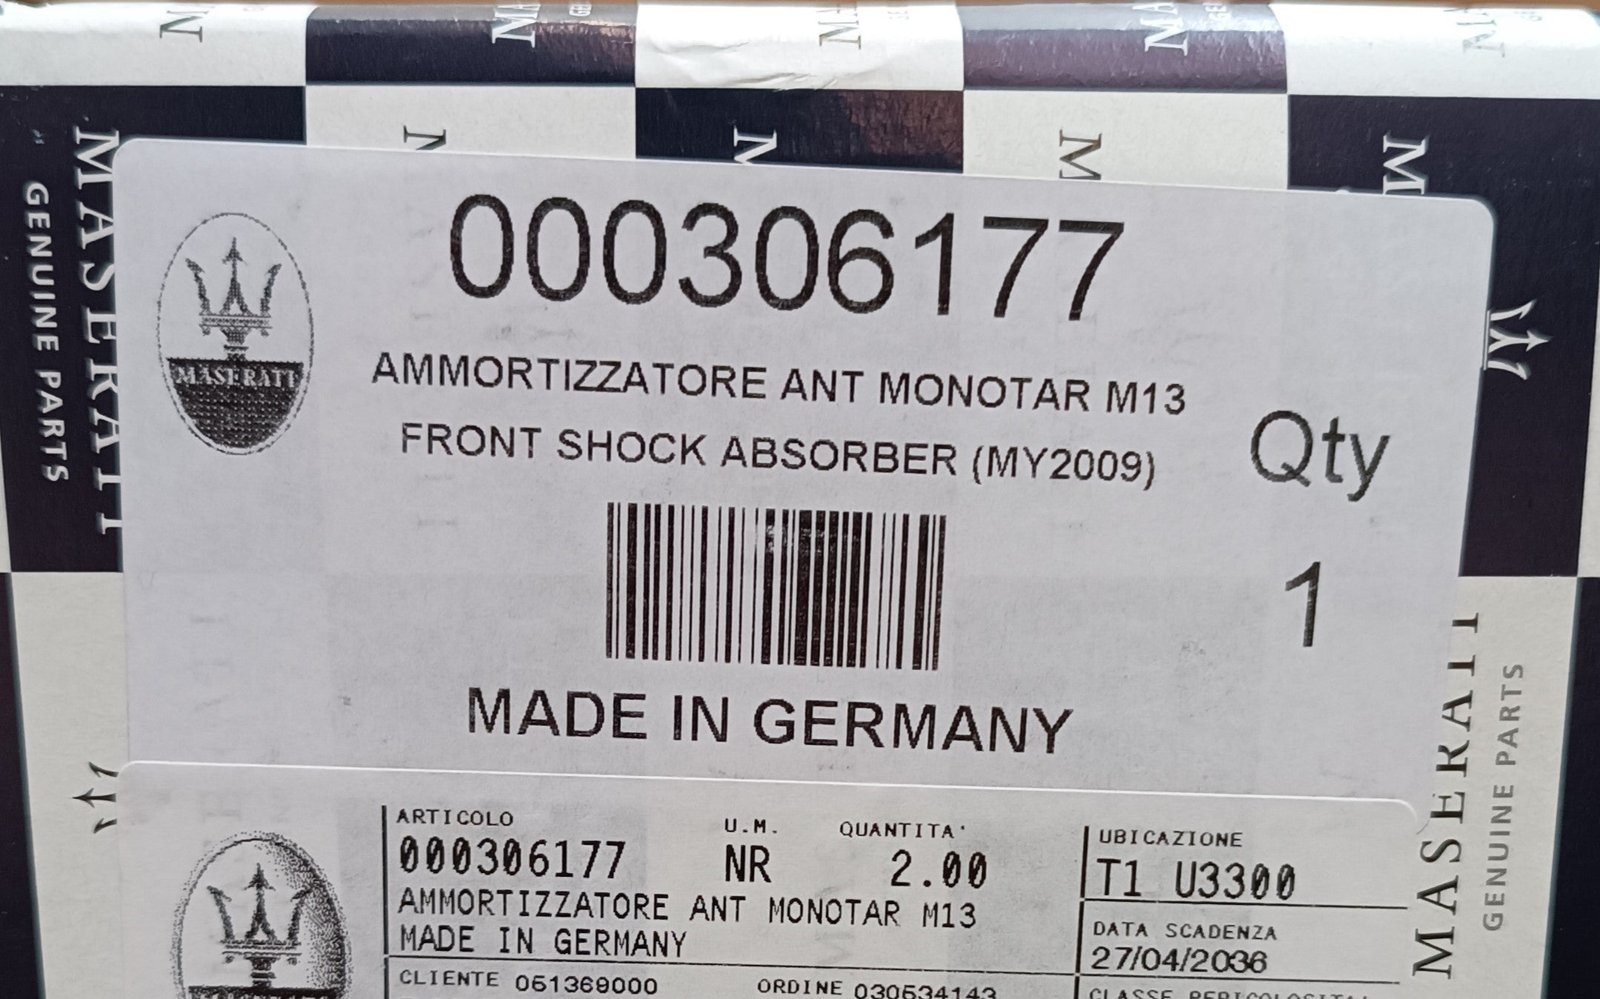 MASERATI
GENUINE PARTS
000306177
MASERATI
AMMORTIZZATORE ANT MONOTAR M13
FRONT SHOCK ABSORBER (MY2009)
Qty
1
MADE IN GERMANY
ARTICOLO
000306177
U.M.
NR
QUANTITA'
2.00
UBICAZIONE
T1 U3300
AMMORTIZZATORE ANT MONOTAR M13
MADE IN GERMANY
DATA SCADENZA
27/04/2036
CLIENTE 051369000
ORDINE 030534143
MASERATI
GENUINE PARTS